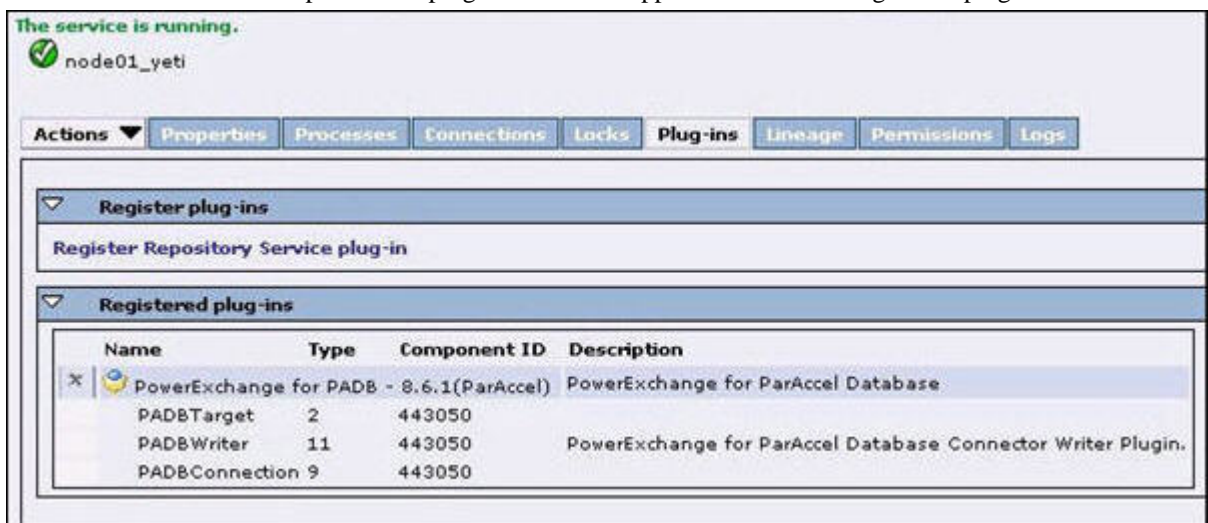 The service is running.
node01_yeti
Actions Properties Processes Connections Locks Plug-ins Lineage Permissions Logs
Register plug-ins
Register Repository Service plug-in
Registered plug-ins
Name Type Component ID Description
PowerExchange for PADB - 8.6.1(ParAccel) PowerExchange for ParAccel Database
PADBTarget 2 443050
PADBWriter 11 443050 PowerExchange for ParAccel Database Connector Writer Plugin.
PADBConnection 9 443050